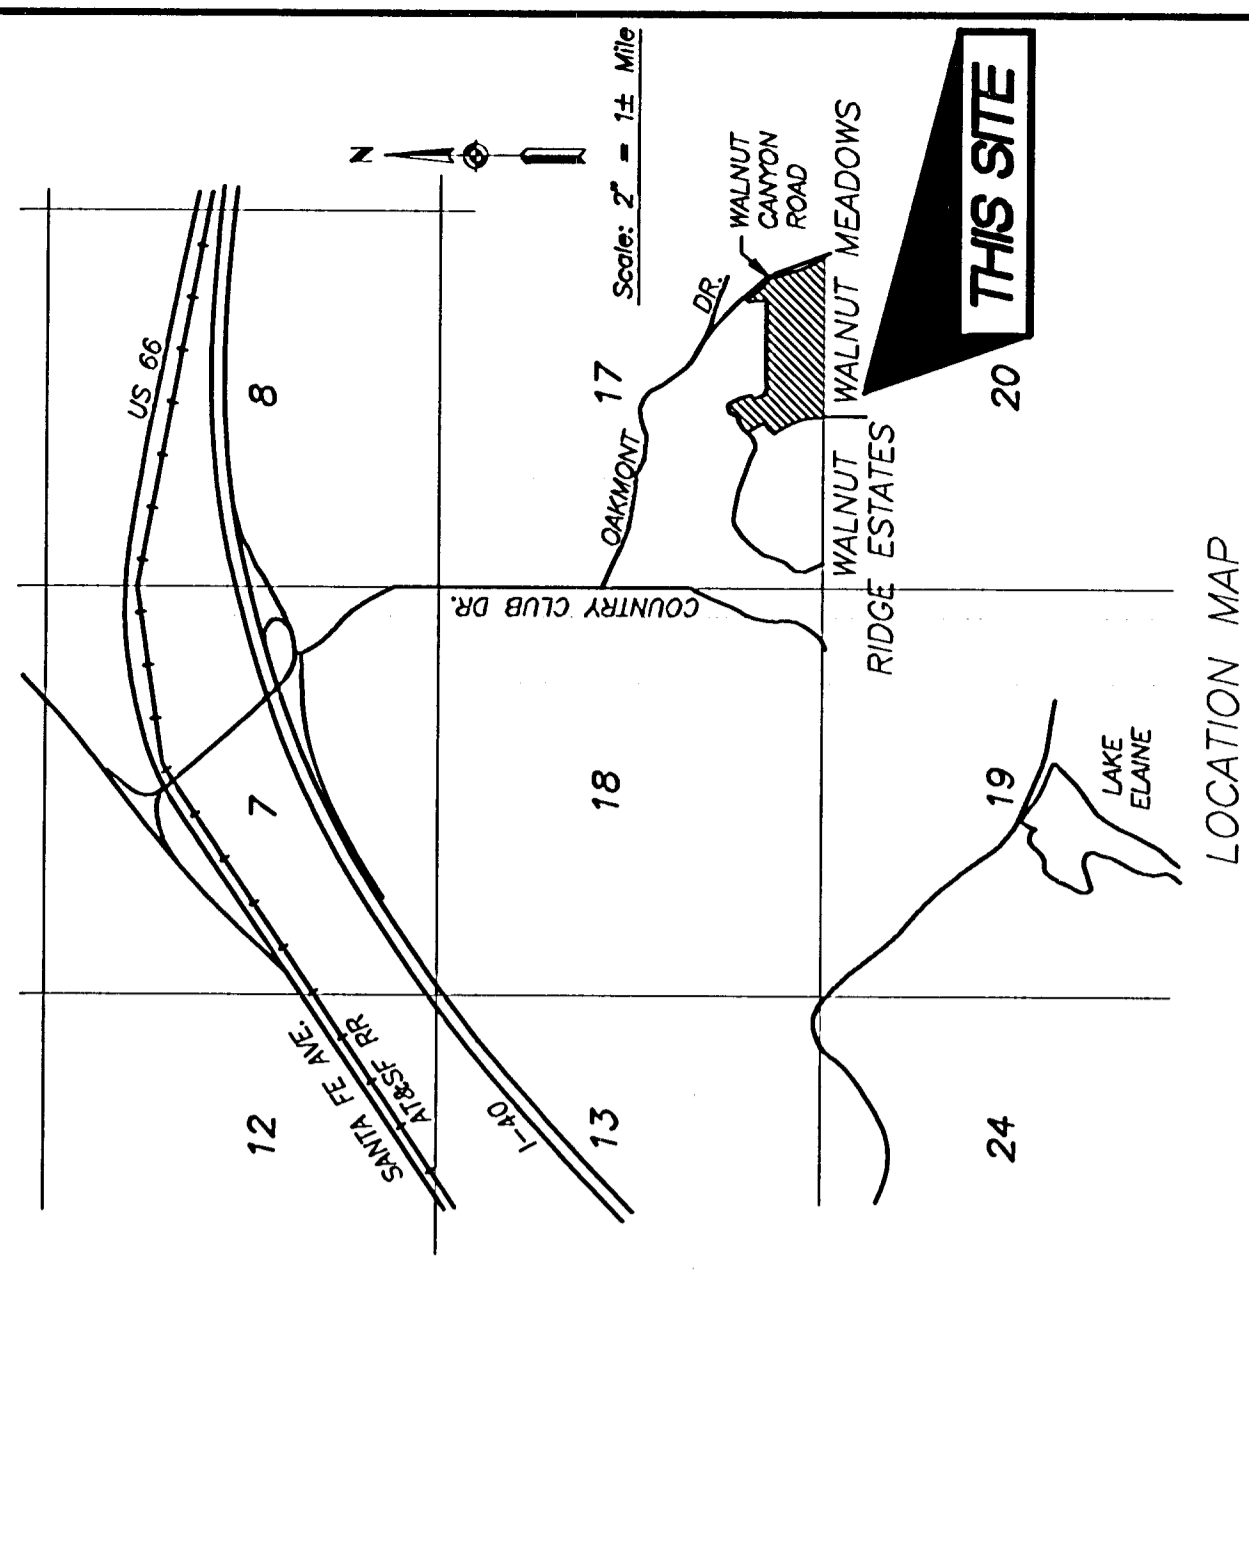 N
Scale: 2" = 1± Mile
US 66
8
7
12
SANTA FE AVE.
AT&SF RR
I-40
COUNTRY CLUB DR.
OAKMONT
DR.
17
18
13
WALNUT
CANYON
ROAD
WALNUT MEADOWS
WALNUT
RIDGE ESTATES
THIS SITE
20
19
24
LAKE
ELAINE
LOCATION MAP